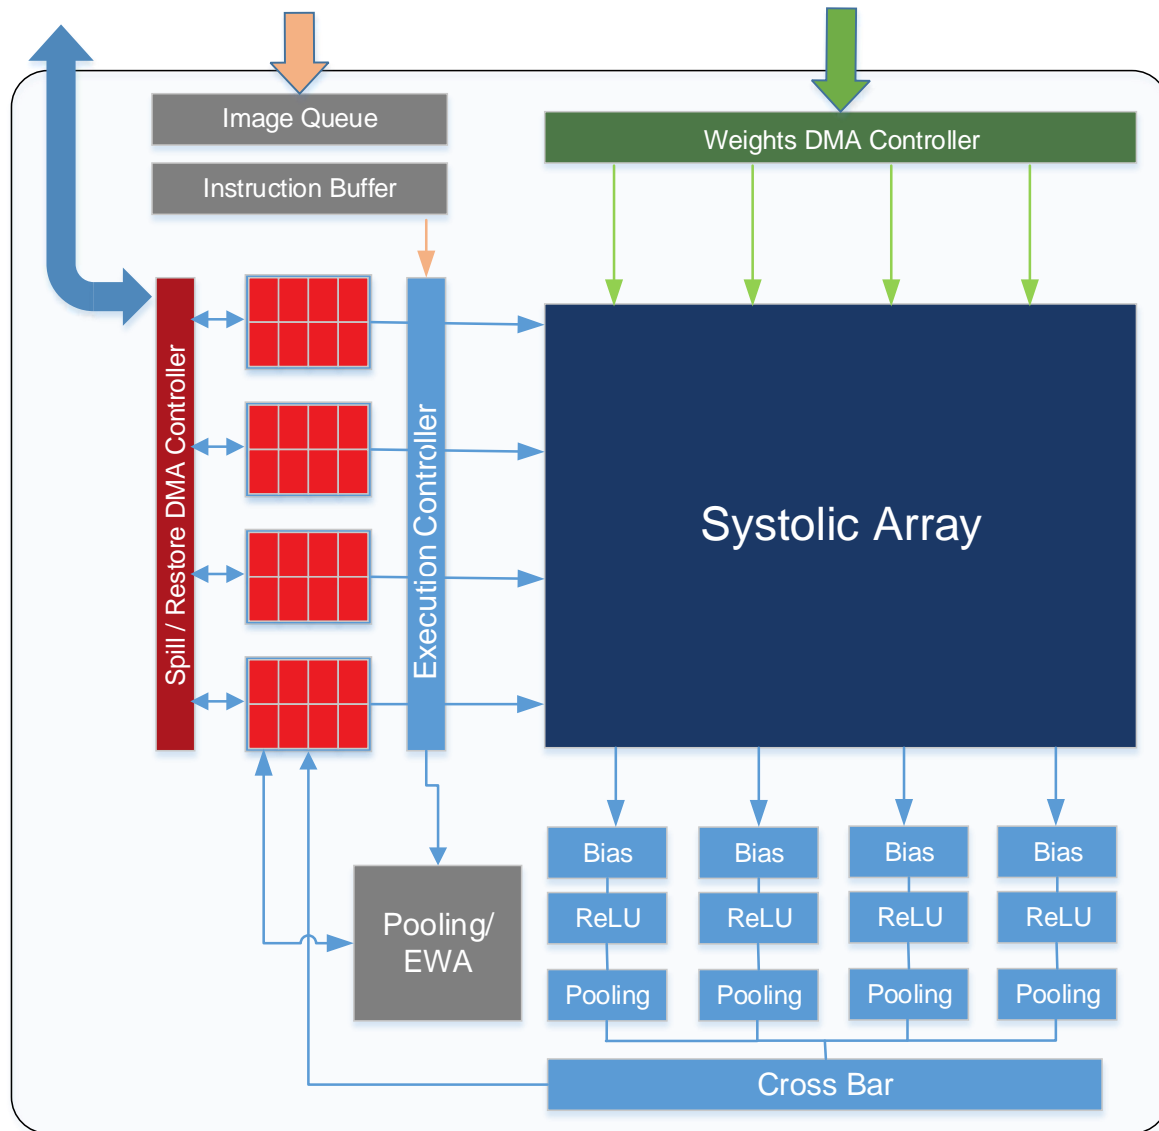 Image Queue
Weights DMA Controller
Instruction Buffer
Spill / Restore DMA Controller
Execution Controller
Systolic Array
Bias
Bias
Bias
Bias
ReLU
ReLU
ReLU
ReLU
Pooling/
EWA
Pooling
Pooling
Pooling
Pooling
Cross Bar